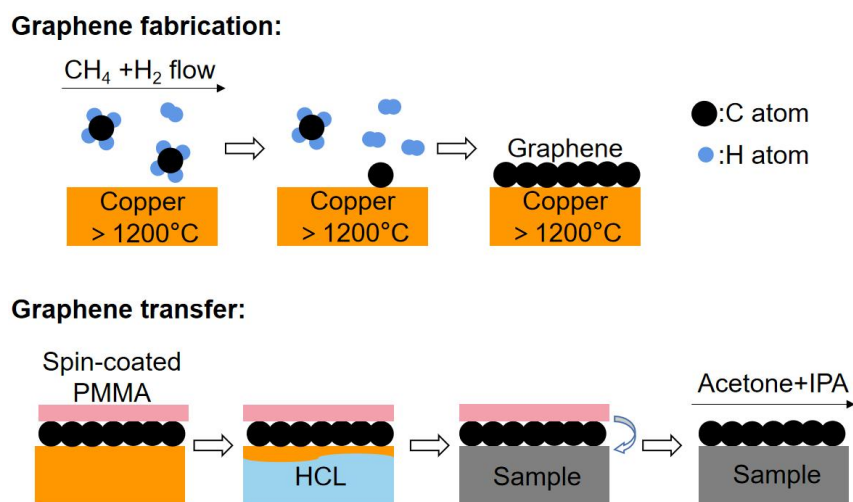 Graphene fabrication:
CH₄ +H₂ flow
:C atom
:H atom
Graphene
Copper
> 1200°C
Copper
> 1200°C
Copper
> 1200°C
Graphene transfer:
Spin-coated
PMMA
Acetone+IPA
HCL
Sample
Sample